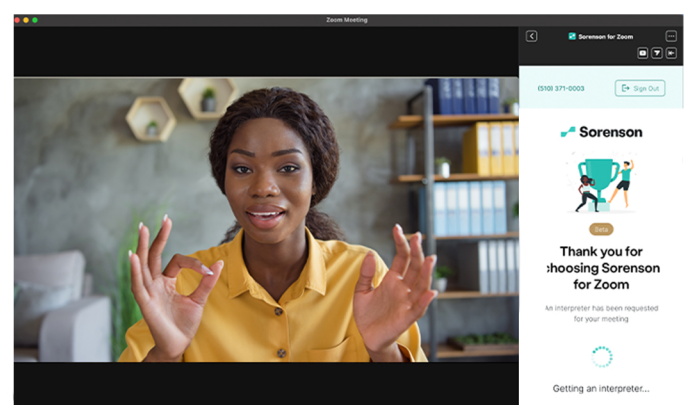 Zoom Meeting
Sorenson for Zoom
(510) 371-0003
Sign Out
Sorenson
Beta
Thank you for
choosing Sorenson
for Zoom
An interpreter has been requested
for your meeting
Getting an interpreter...